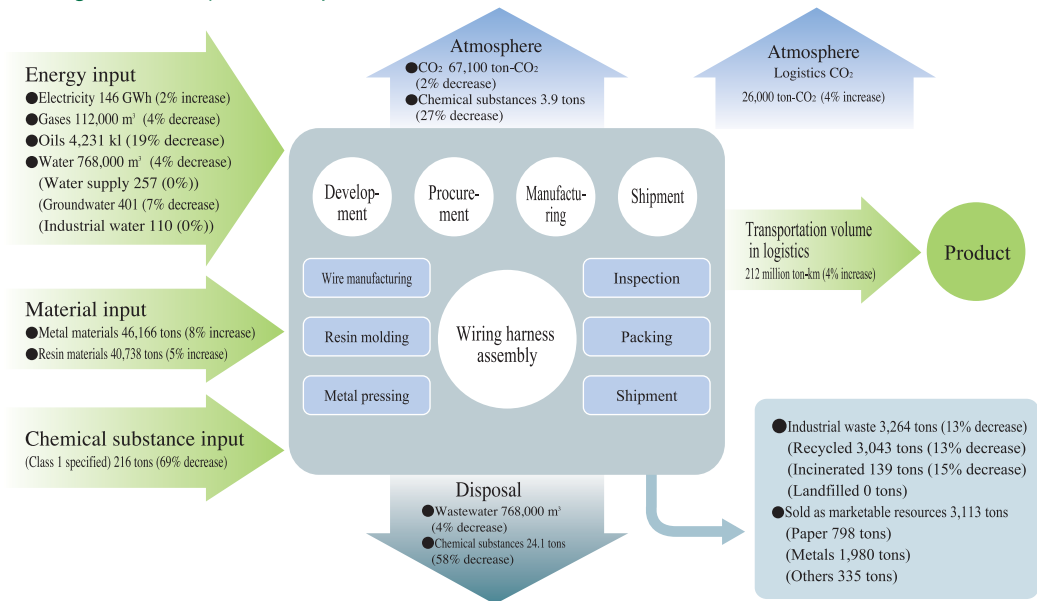 Energy input
●Electricity 146 GWh (2% increase)
●Gases 112,000 m³ (4% decrease)
●Oils 4,231 kl (19% decrease)
●Water 768,000 m³ (4% decrease)
(Water supply 257 (0%))
(Groundwater 401 (7% decrease)
(Industrial water 110 (0%))
Material input
●Metal materials 46,166 tons (8% increase)
●Resin materials 40,738 tons (5% increase)
Chemical substance input
(Class 1 specified) 216 tons (69% decrease)
Atmosphere
●CO₂ 67,100 ton-CO₂
(2% decrease)
●Chemical substances 3.9 tons
(27% decrease)
Atmosphere
Logistics CO₂
26,000 ton-CO₂ (4% increase)
Develop-
ment
Procure-
ment
Manufactu-
ring
Shipment
Wire manufacturing
Resin molding
Metal pressing
Wiring harness
assembly
Inspection
Packing
Shipment
Transportation volume
in logistics
212 million ton-km (4% increase)
Product
Disposal
●Wastewater 768,000 m³
(4% decrease)
●Chemical substances 24.1 tons
(58% decrease)
●Industrial waste 3,264 tons (13% decrease)
(Recycled 3,043 tons (13% decrease)
(Incinerated 139 tons (15% decrease)
(Landfilled 0 tons)
●Sold as marketable resources 3,113 tons
(Paper 798 tons)
(Metals 1,980 tons)
(Others 335 tons)